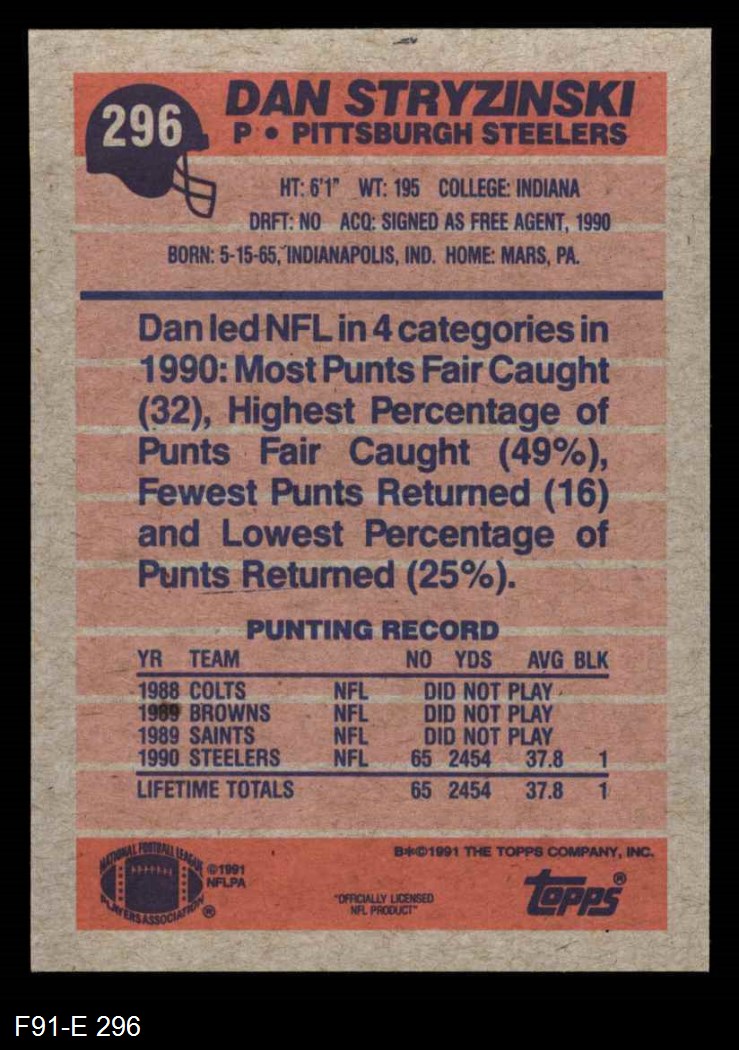 296
DAN STRYZINSKI
P • PITTSBURGH STEELERS
HT: 6'1" WT: 195 COLLEGE: INDIANA
DRFT: NO ACQ: SIGNED AS FREE AGENT, 1990
BORN: 5-15-65, INDIANAPOLIS, IND. HOME: MARS, PA.
Dan led NFL in 4 categories in
1990: Most Punts Fair Caught
(32), Highest Percentage of
Punts Fair Caught (49%),
Fewest Punts Returned (16)
and Lowest Percentage of
Punts Returned (25%).
PUNTING RECORD
YR TEAM NO YDS AVG BLK
1988 COLTS NFL DID NOT PLAY
1989 BROWNS NFL DID NOT PLAY
1989 SAINTS NFL DID NOT PLAY
1990 STEELERS NFL 65 2454 37.8 1
LIFETIME TOTALS 65 2454 37.8 1
NATIONAL FOOTBALL LEAGUE
PLAYERS ASSOCIATION ®
©1991
NFLPA
B*©1991 THE TOPPS COMPANY, INC.
"OFFICIALLY LICENSED
NFL PRODUCT"
topps®
F91-E 296